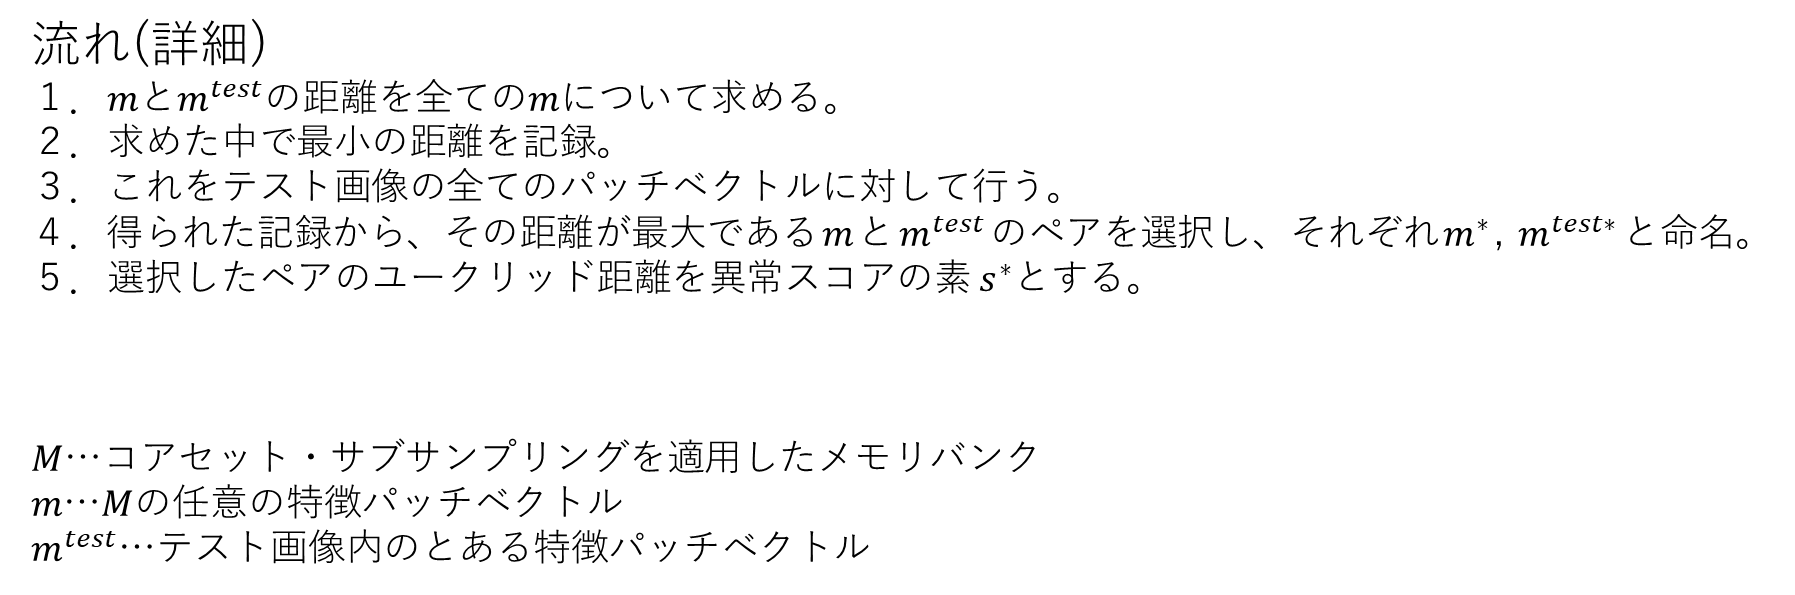 流れ(詳細)
１．mとm^{test}の距離を全てのmについて求める。
２．求めた中で最小の距離を記録。
３．これをテスト画像の全てのパッチベクトルに対して行う。
４．得られた記録から、その距離が最大であるmとm^{test}のペアを選択し、それぞれm*, m^{test*}と命名。
５．選択したペアのユークリッド距離を異常スコアの素s*とする。
M…コアセット・サブサンプリングを適用したメモリバンク
m…Mの任意の特徴パッチベクトル
m^{test}…テスト画像内のとある特徴パッチベクトル